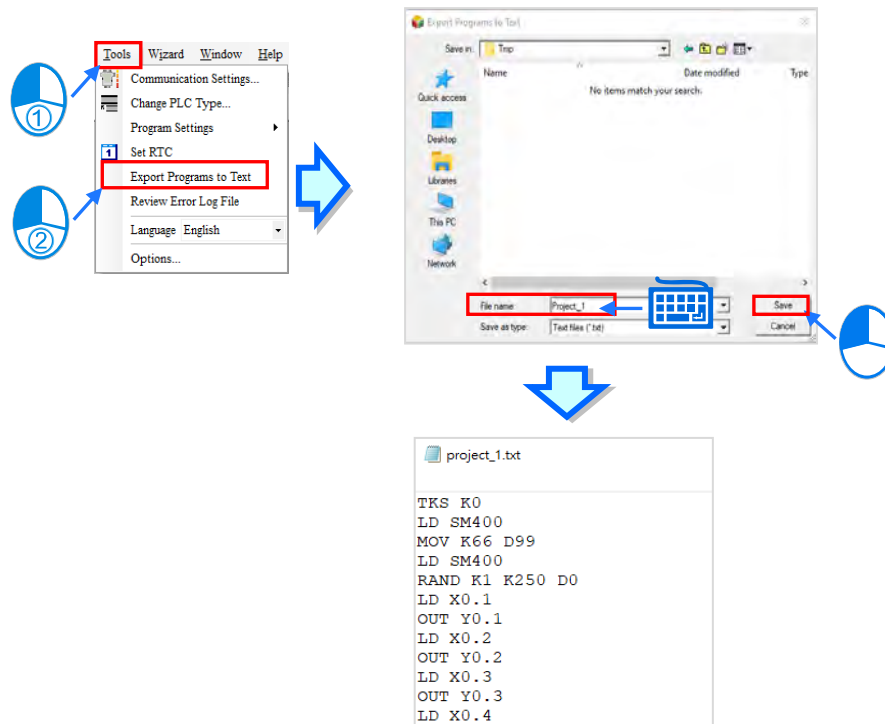 Tools Wizard Window Help
Communication Settings...
Change PLC Type...
Program Settings
1 Set RTC
Export Programs to Text
Review Error Log File
Language English
Options...
1
2
Export Programs to Text
Save in: Tmp
Name Date modified Type
No items match your search.
Quick access
Desktop
Libraries
This PC
Network
File name: Project_1 Save
Save as type: Text files (*.txt) Cancel
project_1.txt
TKS K0
LD SM400
MOV K66 D99
LD SM400
RAND K1 K250 D0
LD X0.1
OUT Y0.1
LD X0.2
OUT Y0.2
LD X0.3
OUT Y0.3
LD X0.4